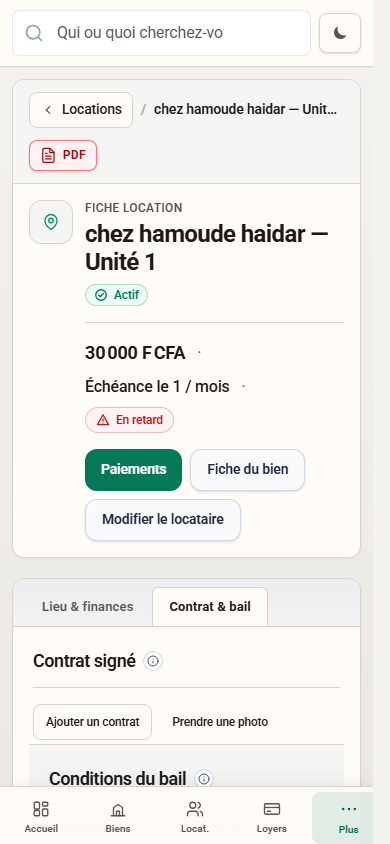 Qui ou quoi cherchez-vo
Locations / chez hamoude haidar — Unit...
PDF
FICHE LOCATION
chez hamoude haidar —
Unité 1
Actif
30 000 F CFA ·
Échéance le 1 / mois ·
En retard
Paiements Fiche du bien
Modifier le locataire
Lieu & finances Contrat & bail
Contrat signé
Ajouter un contrat Prendre une photo
Conditions du bail
Accueil Biens Locat. Loyers Plus